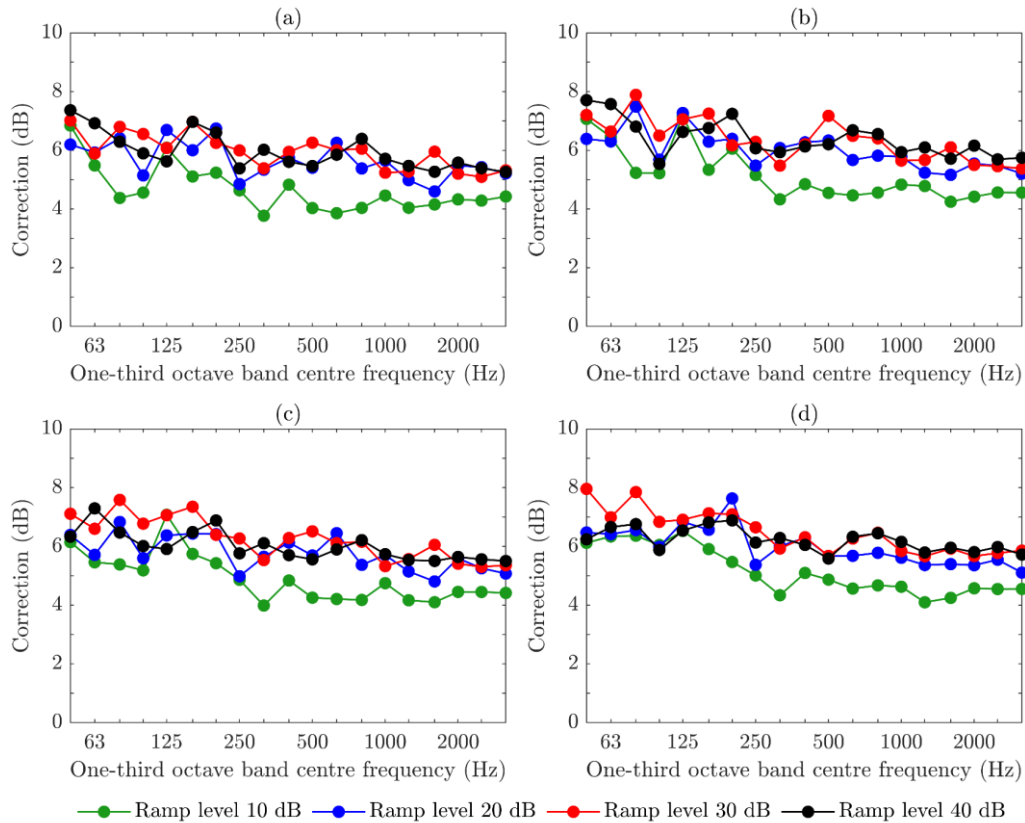 (a)
(b)
10
8
6
4
2
0
Correction (dB)
63 125 250 500 1000 2000
One-third octave band centre frequency (Hz)
10
8
6
4
2
0
Correction (dB)
63 125 250 500 1000 2000
One-third octave band centre frequency (Hz)
(c)
(d)
10
8
6
4
2
0
Correction (dB)
63 125 250 500 1000 2000
One-third octave band centre frequency (Hz)
10
8
6
4
2
0
Correction (dB)
63 125 250 500 1000 2000
One-third octave band centre frequency (Hz)
Ramp level 10 dB Ramp level 20 dB Ramp level 30 dB Ramp level 40 dB